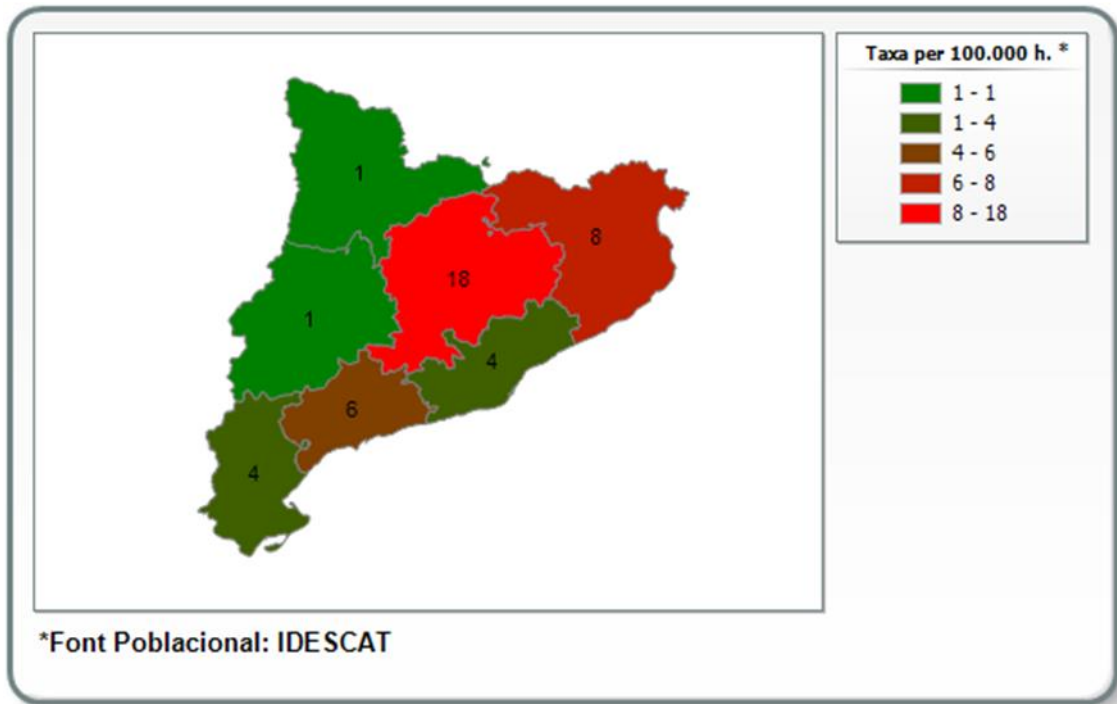 Taxa per 100.000 h. *
1 - 1
1 - 4
4 - 6
6 - 8
8 - 18
1
8
18
1
4
6
4
*Font Poblacional: IDESCAT